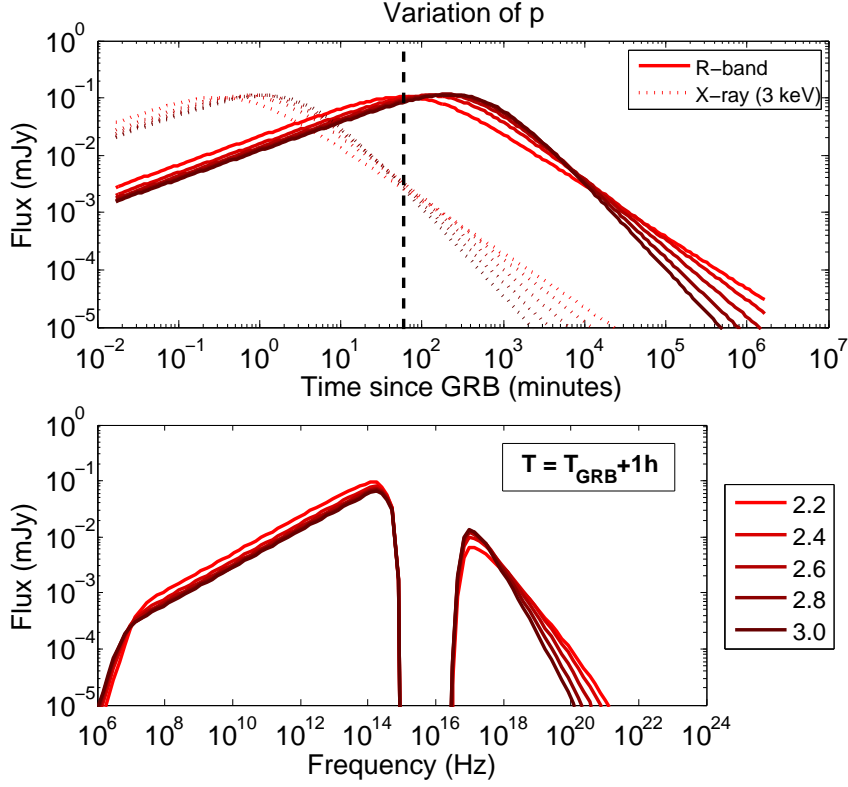 Variation of p
10^0
10^-1
10^-2
10^-3
10^-4
10^-5
Flux (mJy)
R-band
X-ray (3 keV)
10^-2 10^-1 10^0 10^1 10^2 10^3 10^4 10^5 10^6 10^7
Time since GRB (minutes)
10^0
10^-1
10^-2
10^-3
10^-4
10^-5
Flux (mJy)
T = T_GRB+1h
10^6 10^8 10^10 10^12 10^14 10^16 10^18 10^20 10^22 10^24
Frequency (Hz)
2.2
2.4
2.6
2.8
3.0